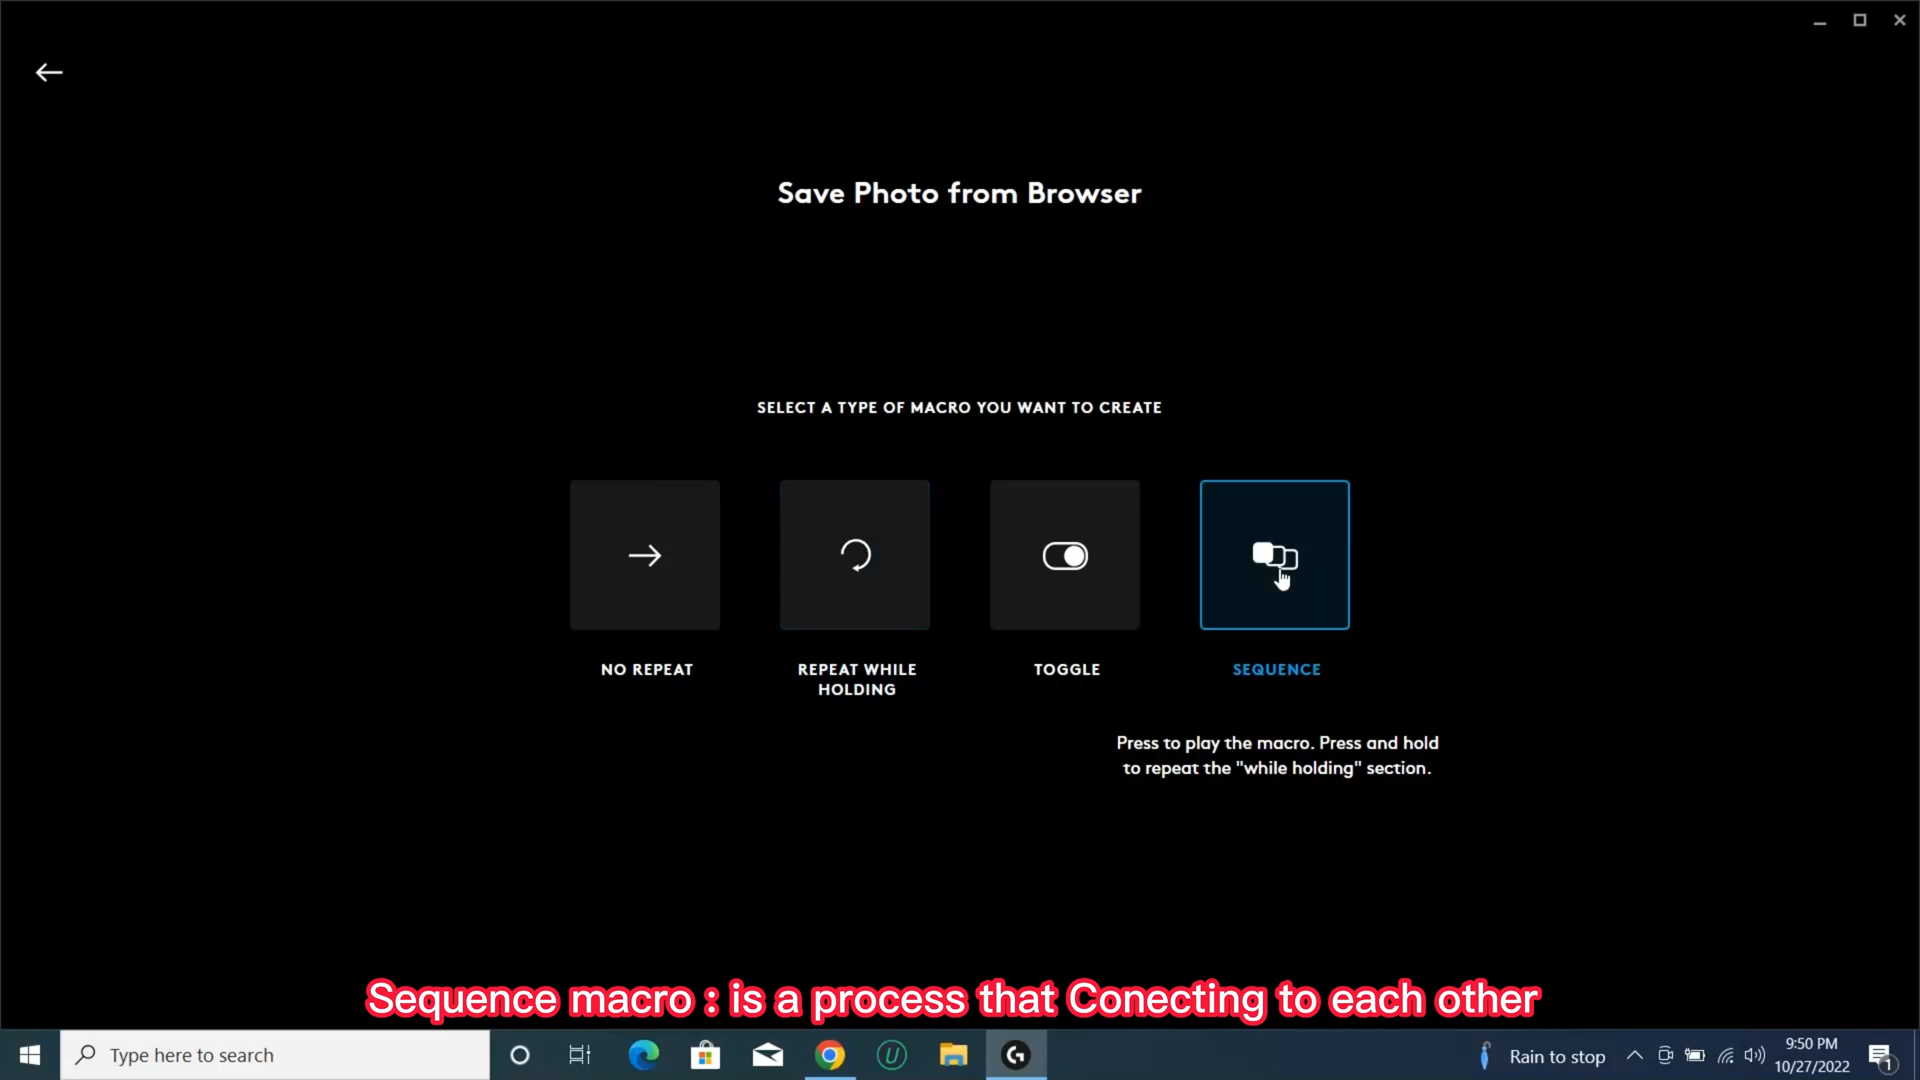 Save Photo from Browser
SELECT A TYPE OF MACRO YOU WANT TO CREATE
NO REPEAT
REPEAT WHILE
HOLDING
TOGGLE
SEQUENCE
Press to play the macro. Press and hold
to repeat the "while holding" section.
Sequence macro : is a process that Conecting to each other
Type here to search
Rain to stop
9:50 PM
10/27/2022
1